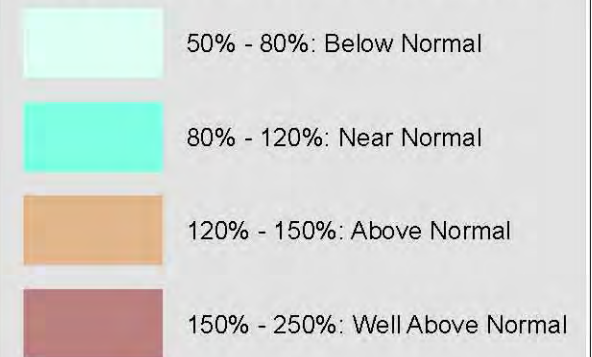 50% - 80%: Below Normal
80% - 120%: Near Normal
120% - 150%: Above Normal
150% - 250%: Well Above Normal